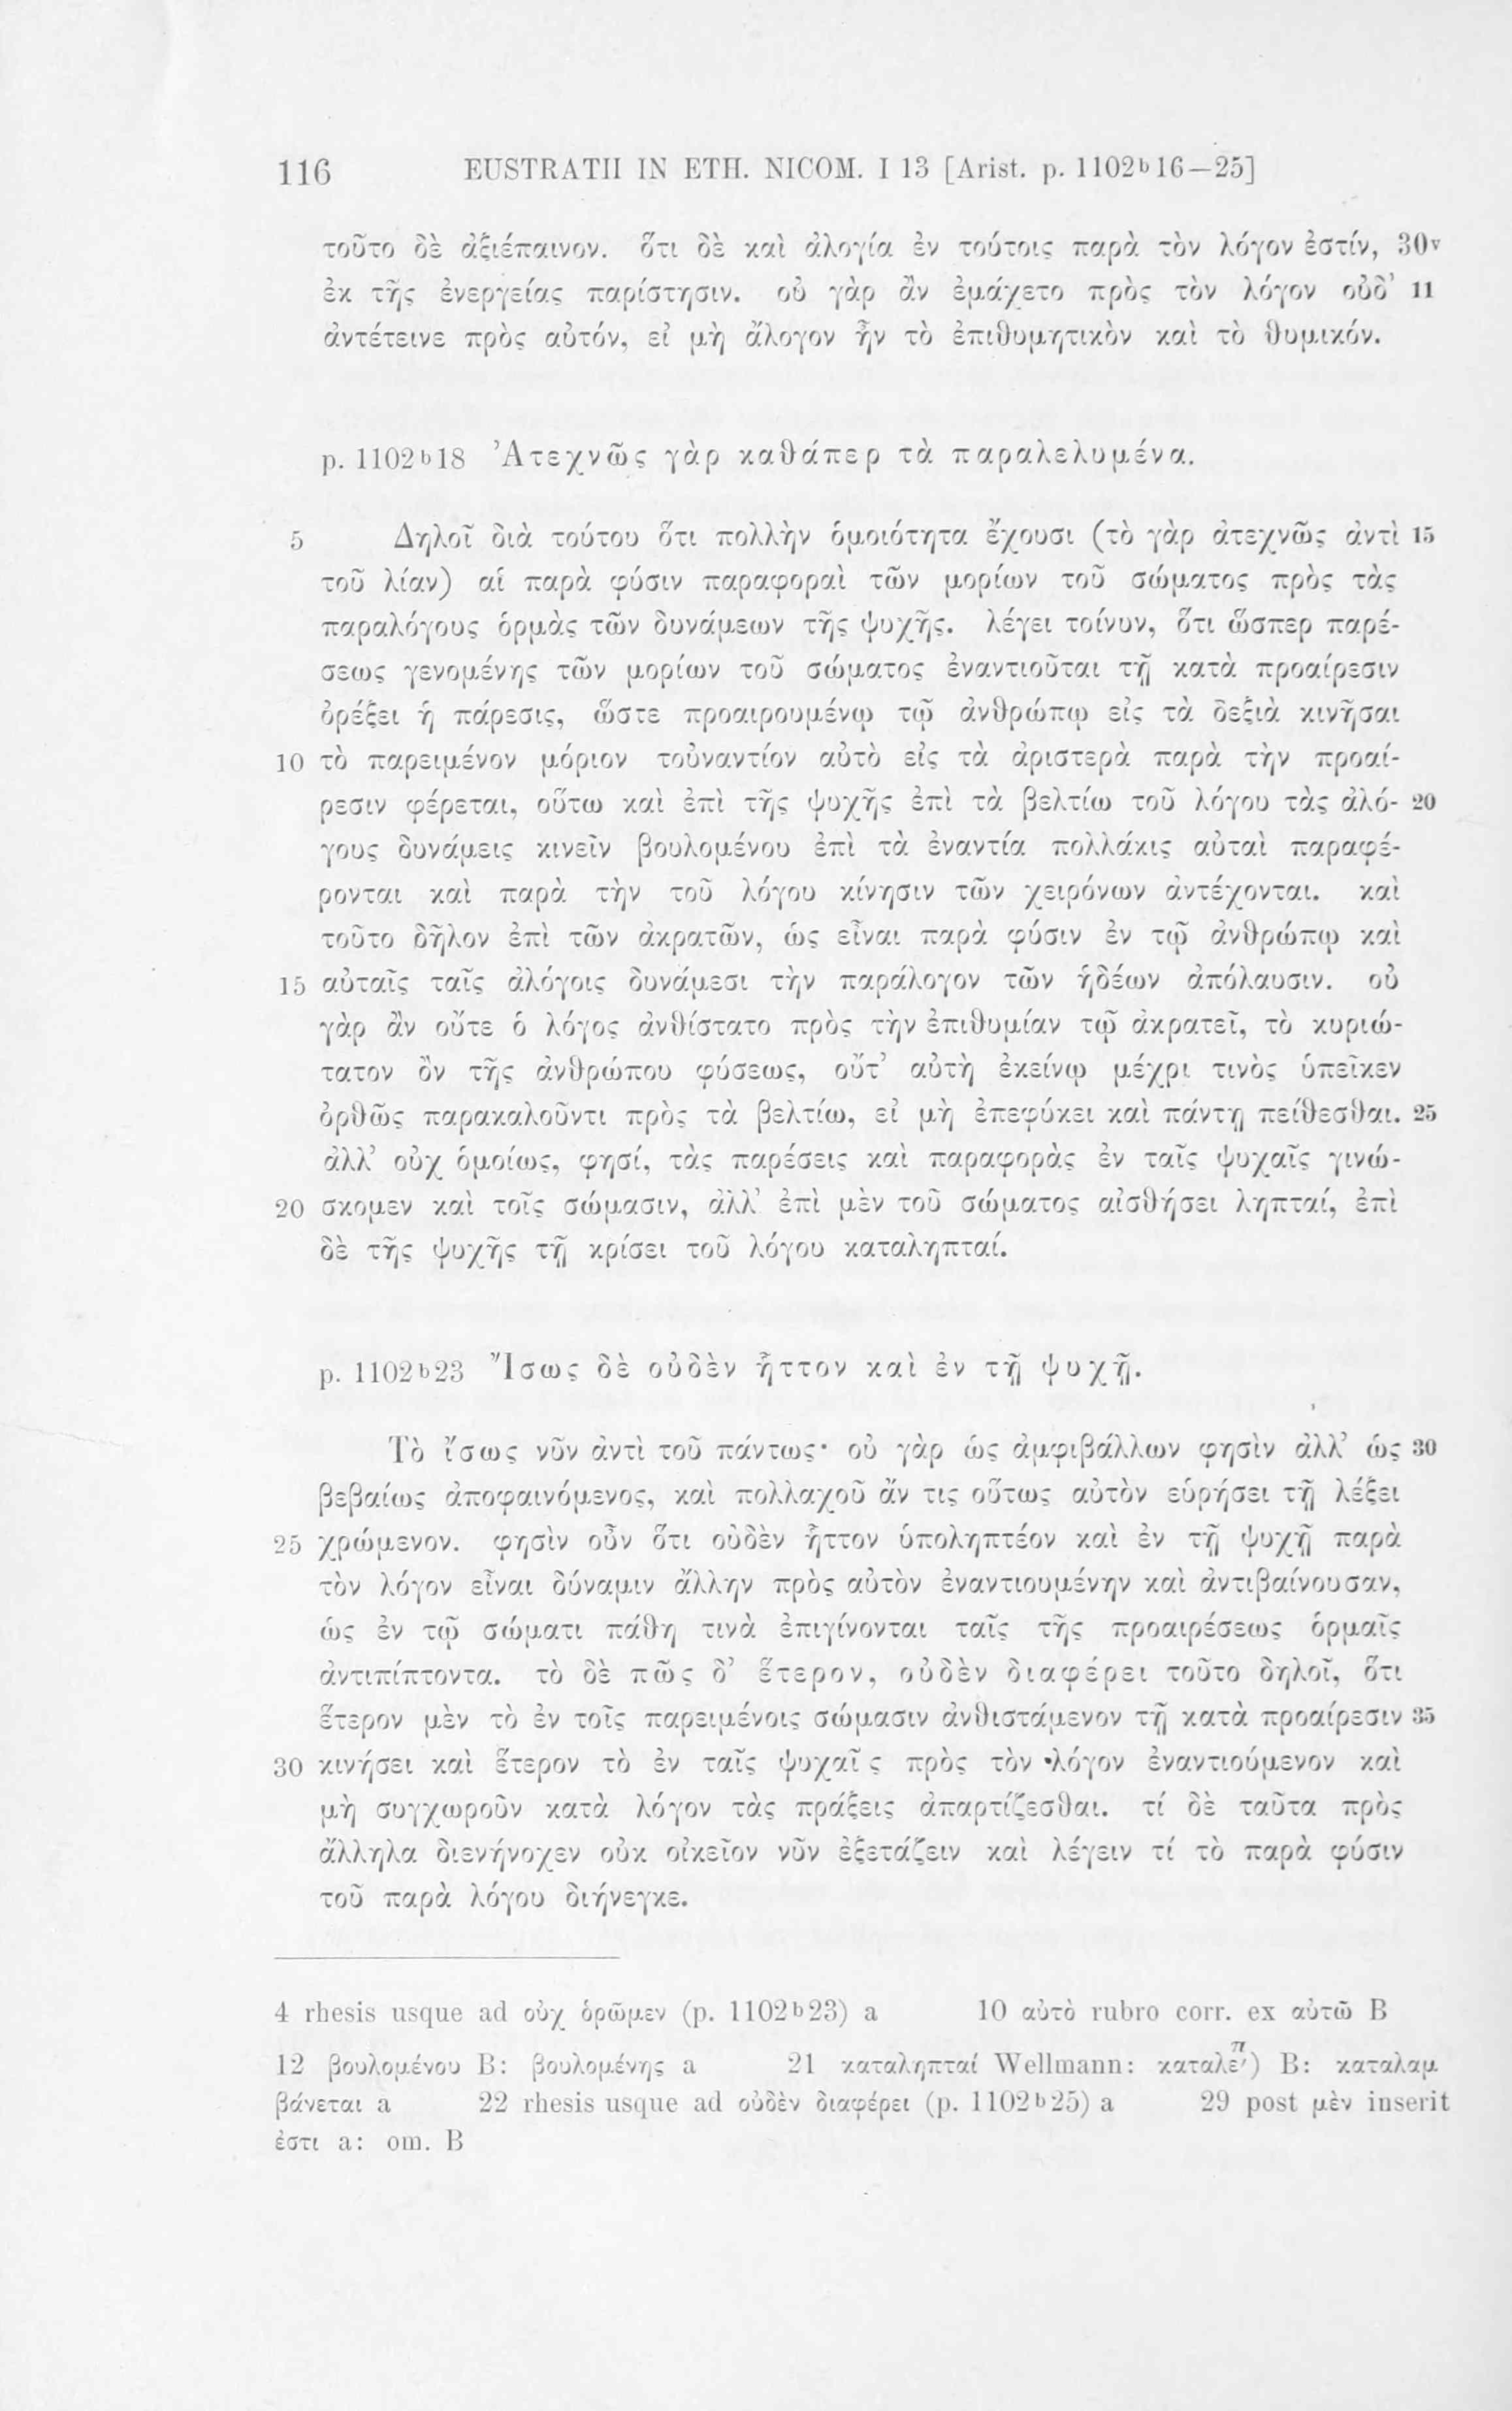 116 EUSTRATII IN ETH. NICOM. I 13 [Arist. p. 1102ᵇ16—25]
τοῦτο δὲ ἀξιέπαινον. ὅτι δὲ καὶ ἀλογία ἐν τούτοις παρὰ τὸν λόγον ἐστίν, 30v
ἐκ τῆς ἐνεργείας παρίστησιν. οὐ γὰρ ἂν ἐμάχετο πρὸς τὸν λόγον οὐδ’ 11
ἀντέτεινε πρὸς αὐτόν, εἰ μὴ ἄλογον ἦν τὸ ἐπιθυμητικὸν καὶ τὸ θυμικόν.
p. 1102ᵇ18 Ἀτεχνῶς γὰρ καθάπερ τὰ παραλελυμένα.
5 Δηλοῖ διὰ τούτου ὅτι πολλὴν ὁμοιότητα ἔχουσι (τὸ γὰρ ἀτεχνῶς ἀντὶ 15
τοῦ λίαν) αἱ παρὰ φύσιν παραφοραὶ τῶν μορίων τοῦ σώματος πρὸς τὰς
παραλόγους ὁρμὰς τῶν δυνάμεων τῆς ψυχῆς. λέγει τοίνυν, ὅτι ὥσπερ παρέ-
σεως γενομένης τῶν μορίων τοῦ σώματος ἐναντιοῦται τῇ κατὰ προαίρεσιν
ὀρέξει ἡ πάρεσις, ὥστε προαιρουμένῳ τῷ ἀνθρώπῳ εἰς τὰ δεξιὰ κινῆσαι
10 τὸ παρειμένον μόριον τοὐναντίον αὐτὸ εἰς τὰ ἀριστερὰ παρὰ τὴν προαί-
ρεσιν φέρεται, οὕτω καὶ ἐπὶ τῆς ψυχῆς ἐπὶ τὰ βελτίω τοῦ λόγου τὰς ἀλό- 20
γους δυνάμεις κινεῖν βουλομένου ἐπὶ τὰ ἐναντία πολλάκις αὐταὶ παραφέ-
ρονται καὶ παρὰ τὴν τοῦ λόγου κίνησιν τῶν χειρόνων ἀντέχονται. καὶ
τοῦτο δῆλον ἐπὶ τῶν ἀκρατῶν, ὡς εἶναι παρὰ φύσιν ἐν τῷ ἀνθρώπῳ καὶ
15 αὐταῖς ταῖς ἀλόγοις δυνάμεσι τὴν παράλογον τῶν ἡδέων ἀπόλαυσιν. οὐ
γὰρ ἂν οὔτε ὁ λόγος ἀνθίστατο πρὸς τὴν ἐπιθυμίαν τῷ ἀκρατεῖ, τὸ κυριώ-
τατον ὂν τῆς ἀνθρώπου φύσεως, οὔτ’ αὐτὴ ἐκείνῳ μέχρι τινὸς ὑπεῖκεν
ὀρθῶς παρακαλοῦντι πρὸς τὰ βελτίω, εἰ μὴ ἐπεφύκει καὶ πάντῃ πείθεσθαι. 25
ἀλλ’ οὐχ ὁμοίως, φησί, τὰς παρέσεις καὶ παραφορὰς ἐν ταῖς ψυχαῖς γινώ-
20 σκομεν καὶ τοῖς σώμασιν, ἀλλ’ ἐπὶ μὲν τοῦ σώματος αἰσθήσει ληπταί, ἐπὶ
δὲ τῆς ψυχῆς τῇ κρίσει τοῦ λόγου καταληπταί.
p. 1102ᵇ23 Ἴσως δὲ οὐδὲν ἧττον καὶ ἐν τῇ ψυχῇ.
Τὸ ἴσως νῦν ἀντὶ τοῦ πάντως· οὐ γὰρ ὡς ἀμφιβάλλων φησὶν ἀλλ’ ὡς 30
βεβαίως ἀποφαινόμενος, καὶ πολλαχοῦ ἄν τις οὕτως αὐτὸν εὑρήσει τῇ λέξει
25 χρώμενον. φησὶν οὖν ὅτι οὐδὲν ἧττον ὑποληπτέον καὶ ἐν τῇ ψυχῇ παρὰ
τὸν λόγον εἶναι δύναμιν ἄλλην πρὸς αὐτὸν ἐναντιουμένην καὶ ἀντιβαίνουσαν,
ὡς ἐν τῷ σώματι πάθη τινὰ ἐπιγίνονται ταῖς τῆς προαιρέσεως ὁρμαῖς
ἀντιπίπτοντα. τὸ δὲ πῶς δ’ ἕτερον, οὐδὲν διαφέρει τοῦτο δηλοῖ, ὅτι
ἕτερον μὲν τὸ ἐν τοῖς παρειμένοις σώμασιν ἀνθιστάμενον τῇ κατὰ προαίρεσιν 35
30 κινήσει καὶ ἕτερον τὸ ἐν ταῖς ψυχαῖς πρὸς τὸν λόγον ἐναντιούμενον καὶ
μὴ συγχωροῦν κατὰ λόγον τὰς πράξεις ἀπαρτίζεσθαι. τί δὲ ταῦτα πρὸς
ἄλληλα διενήνοχεν οὐκ οἰκεῖον νῦν ἐξετάζειν καὶ λέγειν τί τὸ παρὰ φύσιν
τοῦ παρὰ λόγου διήνεγκε.
4 rhesis usque ad οὐχ ὁρῶμεν (p. 1102ᵇ23) a 10 αὐτὸ rubro corr. ex αὐτῶ B
12 βουλομένου B: βουλομένης a 21 καταληπταί Wellmann: καταλεπ́) B: καταλαμ
βάνεται a 22 rhesis usque ad οὐδὲν διαφέρει (p. 1102ᵇ25) a 29 post μὲν inserit
ἐστι a: om. B